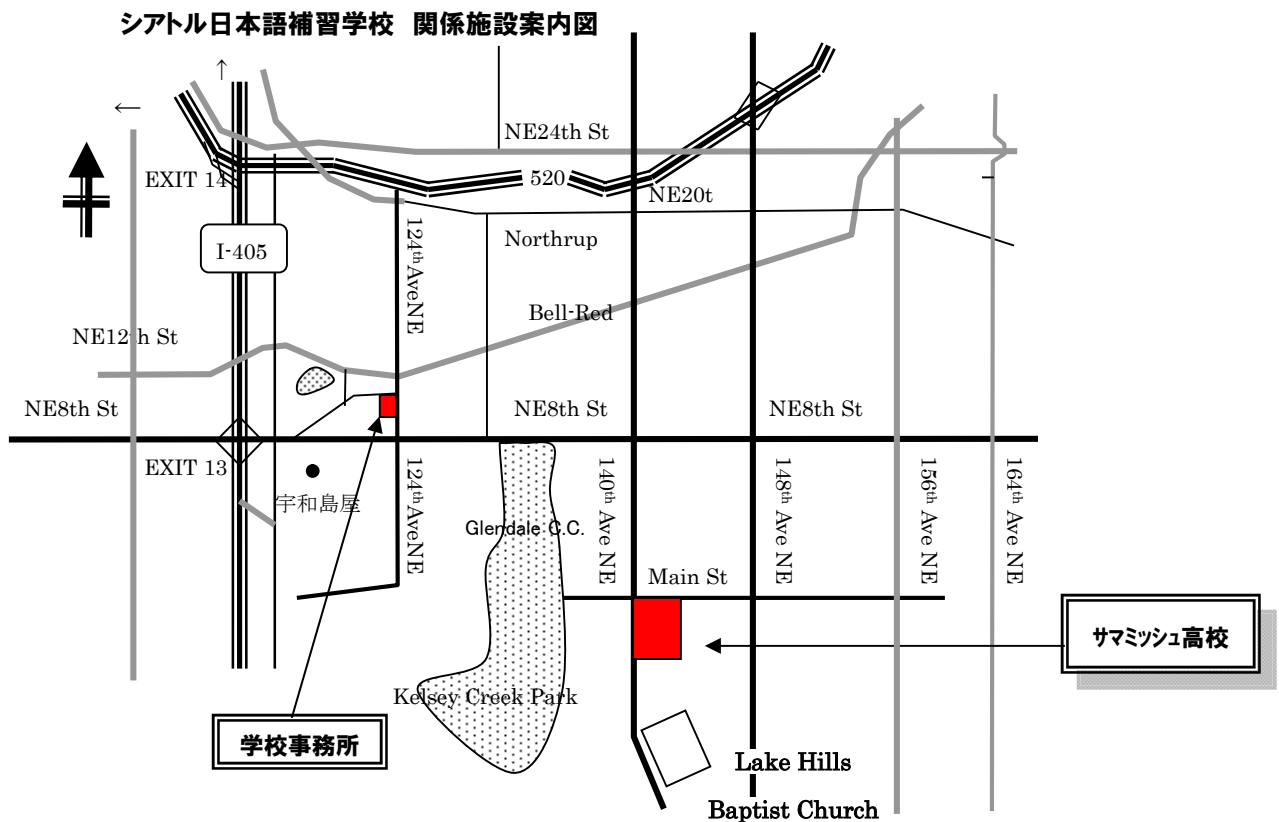 シアトル日本語補習学校 関係施設案内図
↑
←
NE24th St
EXIT 14
520
NE20t
I-405
124th AveNE
Northrup
Bell-Red
NE12th St
NE8th St
NE8th St
NE8th St
EXIT 13
宇和島屋
124th AveNE
Glendale C.C.
140th Ave NE
148th Ave NE
156th Ave NE
164th Ave NE
Main St
サマミッシュ高校
Kelsey Creek Park
学校事務所
Lake Hills
Baptist Church